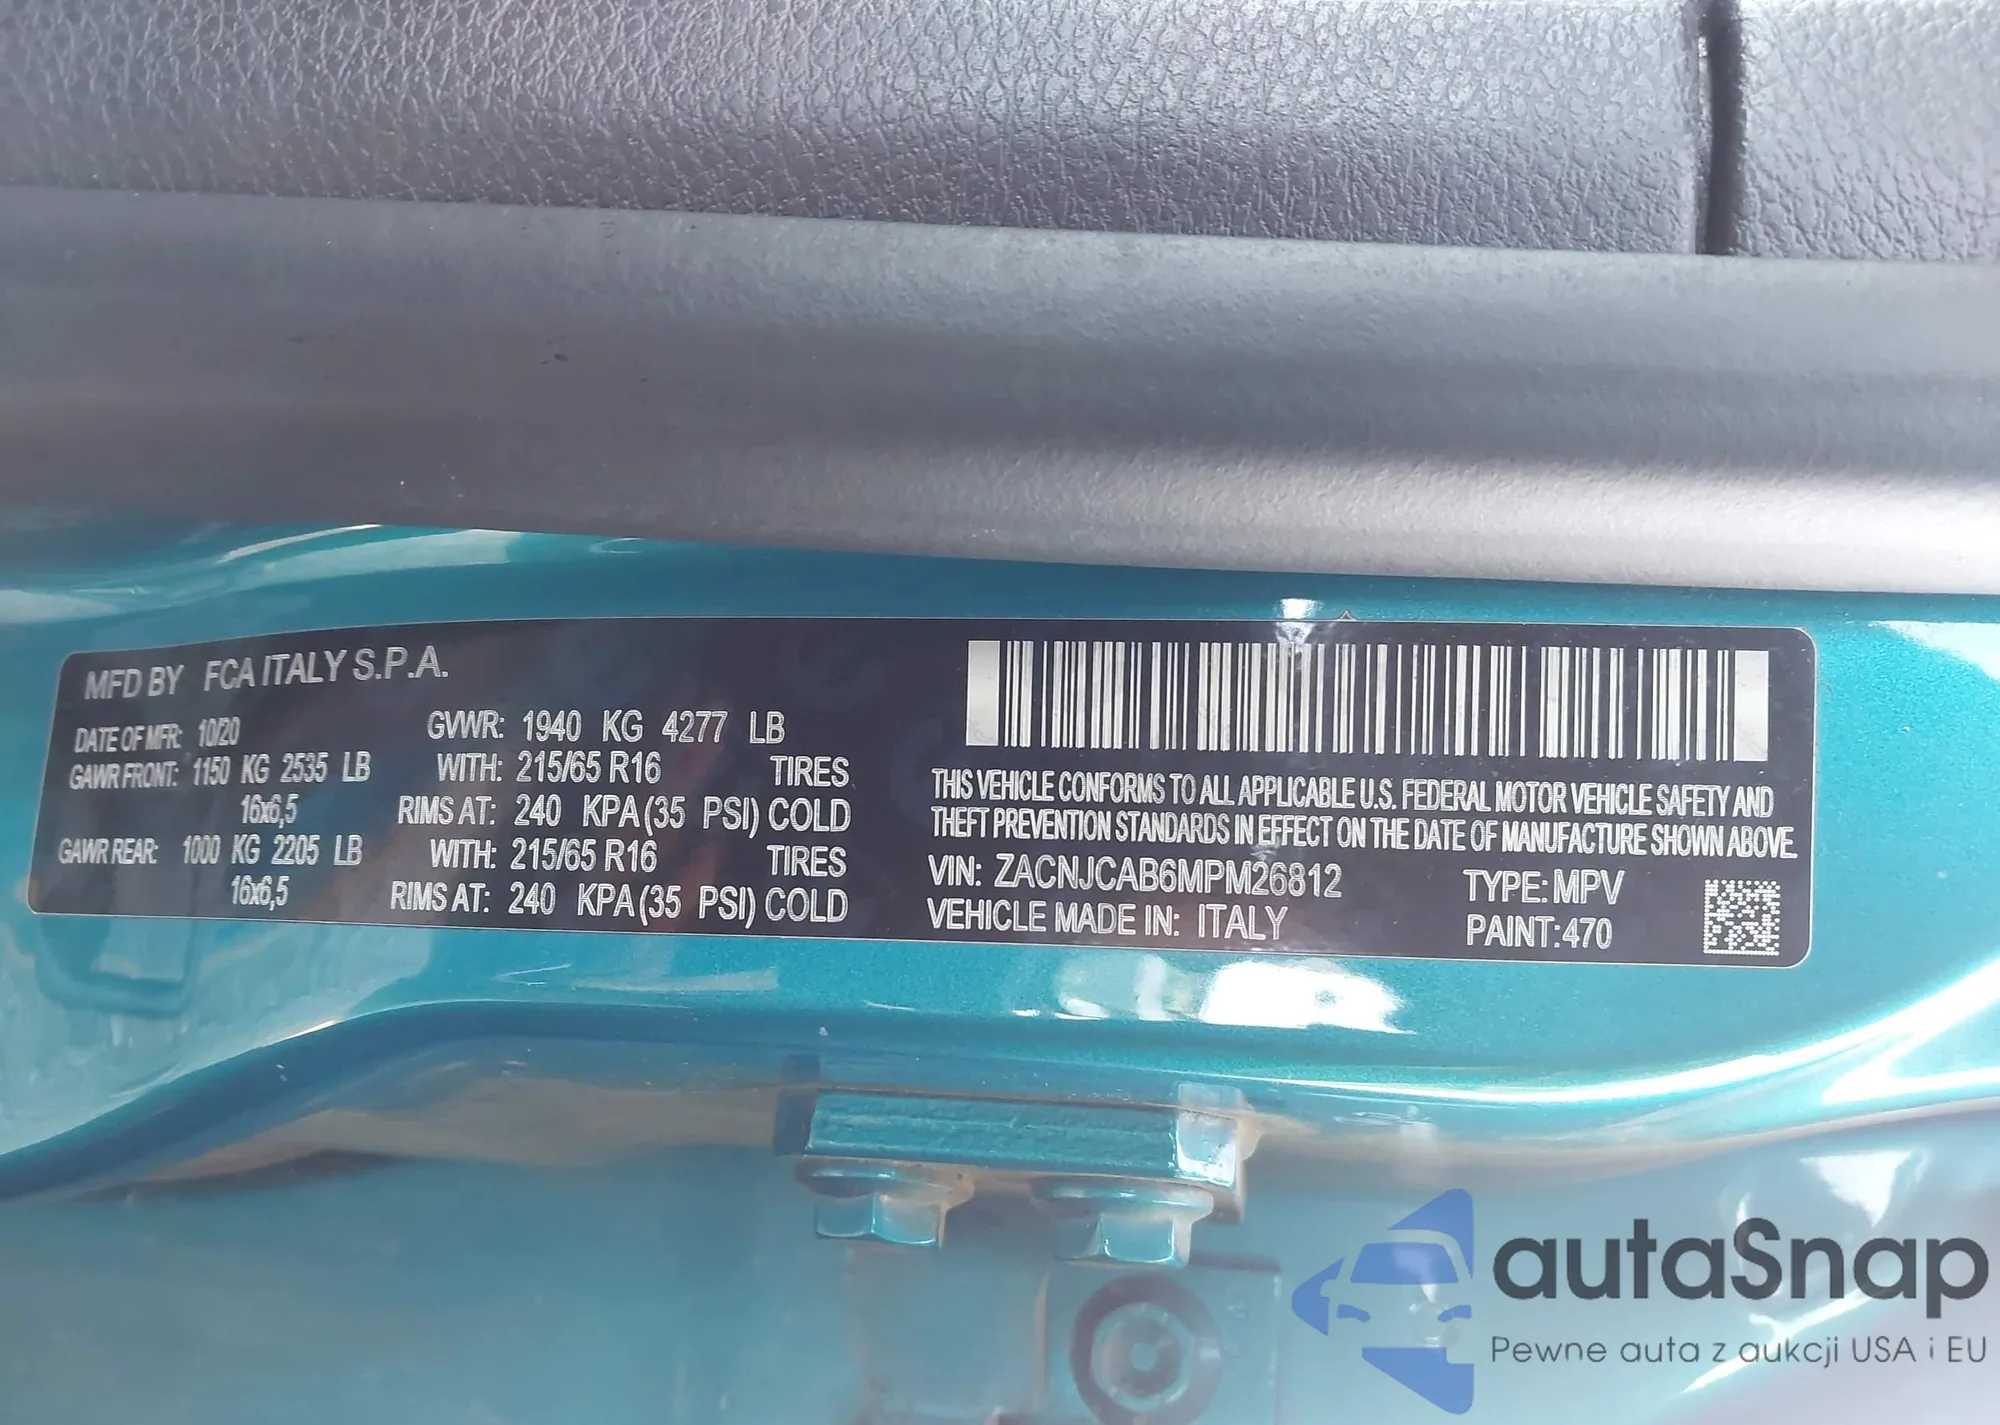 MFD BY FCA ITALY S.P.A.
DATE OF MFR: 10/20 GVWR: 1940 KG 4277 LB
GAWR FRONT: 1150 KG 2535 LB WITH: 215/65 R16 TIRES
16x6,5 RIMS AT: 240 KPA (35 PSI) COLD
GAWR REAR: 1000 KG 2205 LB WITH: 215/65 R16 TIRES
16x6,5 RIMS AT: 240 KPA (35 PSI) COLD
THIS VEHICLE CONFORMS TO ALL APPLICABLE U.S. FEDERAL MOTOR VEHICLE SAFETY AND
THEFT PREVENTION STANDARDS IN EFFECT ON THE DATE OF MANUFACTURE SHOWN ABOVE.
VIN: ZACNJCAB6MPM26812 TYPE: MPV
VEHICLE MADE IN: ITALY PAINT: 470
autaSnap
Pewne auta z aukcji USA i EU